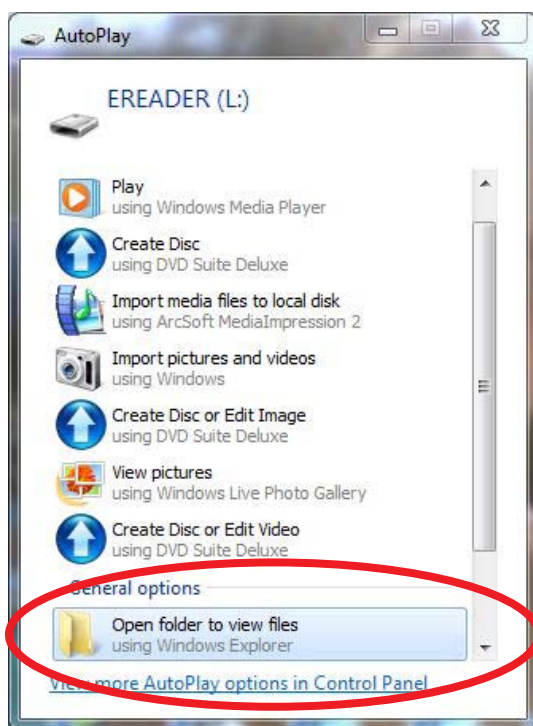 AutoPlay
EREADER (L:)
Play
using Windows Media Player
Create Disc
using DVD Suite Deluxe
Import media files to local disk
using ArcSoft MediaImpression 2
Import pictures and videos
using Windows
Create Disc or Edit Image
using DVD Suite Deluxe
View pictures
using Windows Live Photo Gallery
Create Disc or Edit Video
using DVD Suite Deluxe
General options
Open folder to view files
using Windows Explorer
View more AutoPlay options in Control Panel